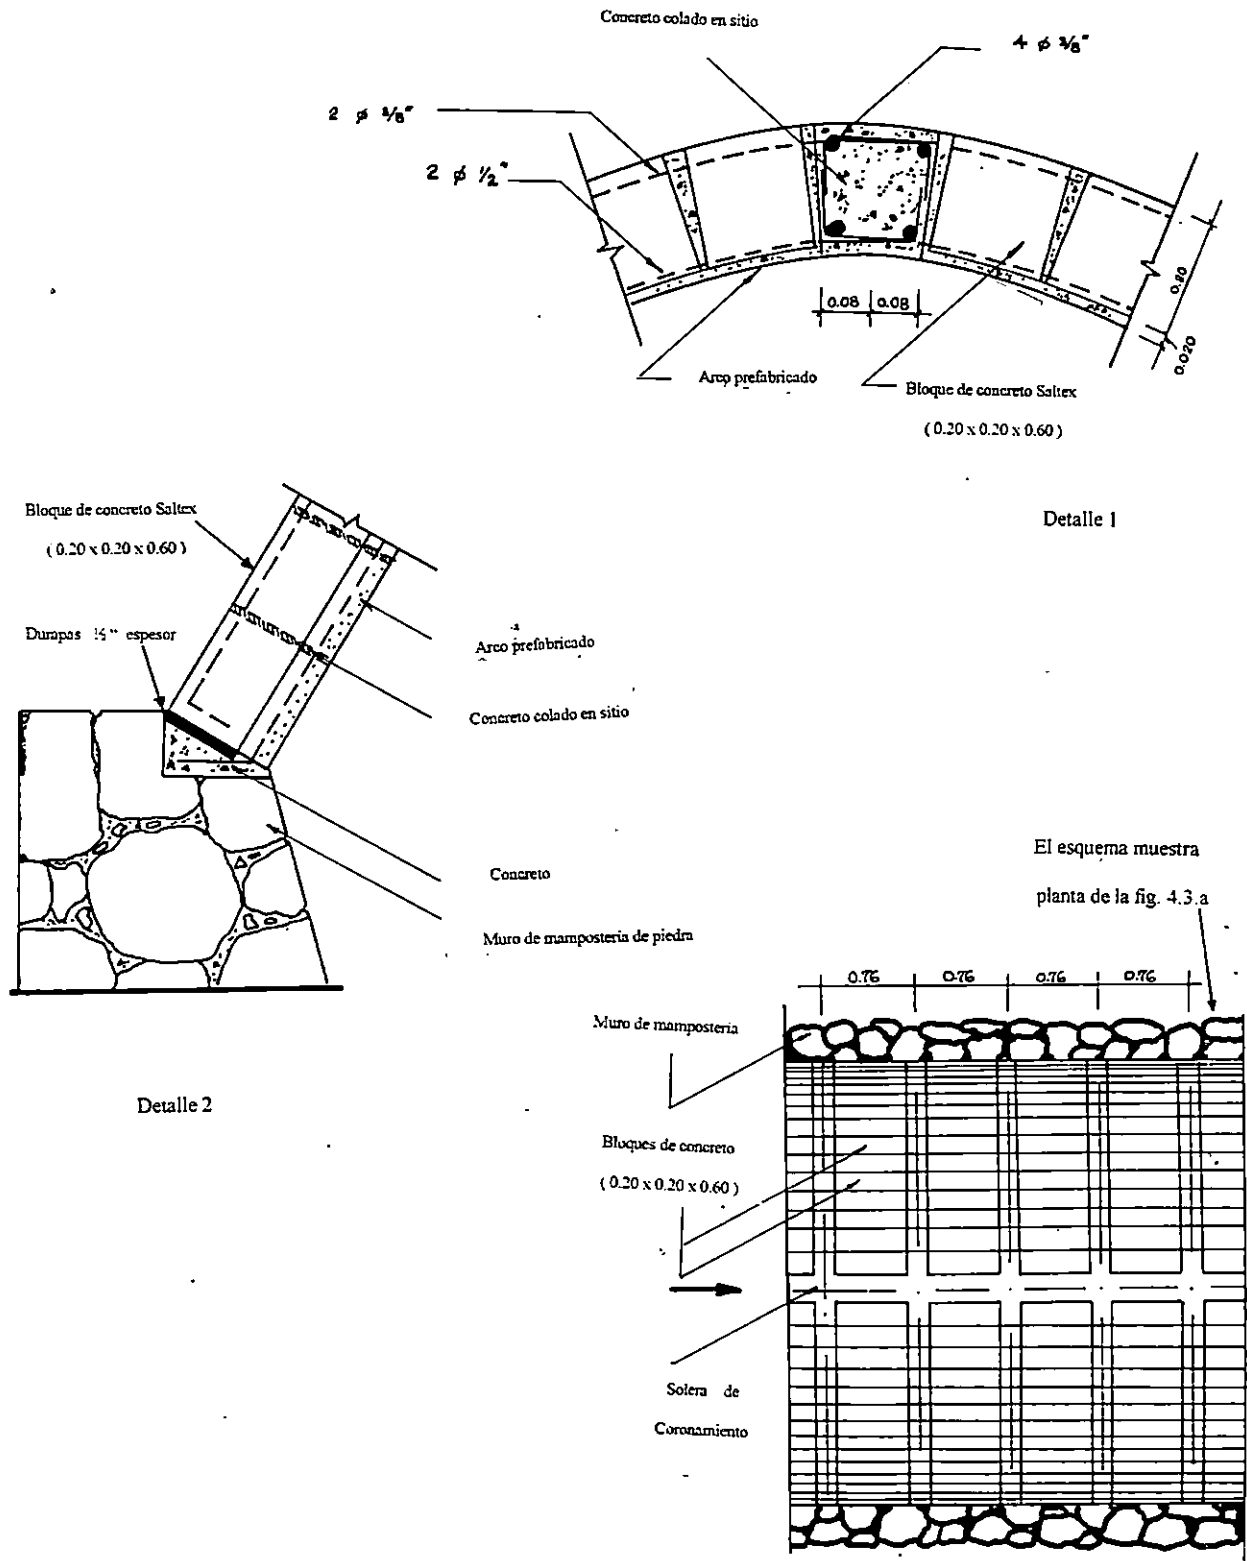 Concreto colado en sitio
4 ø 3/8"
2 ø 3/8"
2 ø 1/2"
0.08 0.08
0.20
0.020
Arco prefabricado
Bloque de concreto Saltex
( 0.20 x 0.20 x 0.60 )
Detalle 1
Bloque de concreto Saltex
( 0.20 x 0.20 x 0.60 )
Durapas ½" espesor
Arco prefabricado
Concreto colado en sitio
Concreto
Muro de mampostería de piedra
Detalle 2
El esquema muestra
planta de la fig. 4.3.a
0.76 0.76 0.76 0.76
Muro de mampostería
Bloques de concreto
( 0.20 x 0.20 x 0.60 )
Solera de
Coronamiento